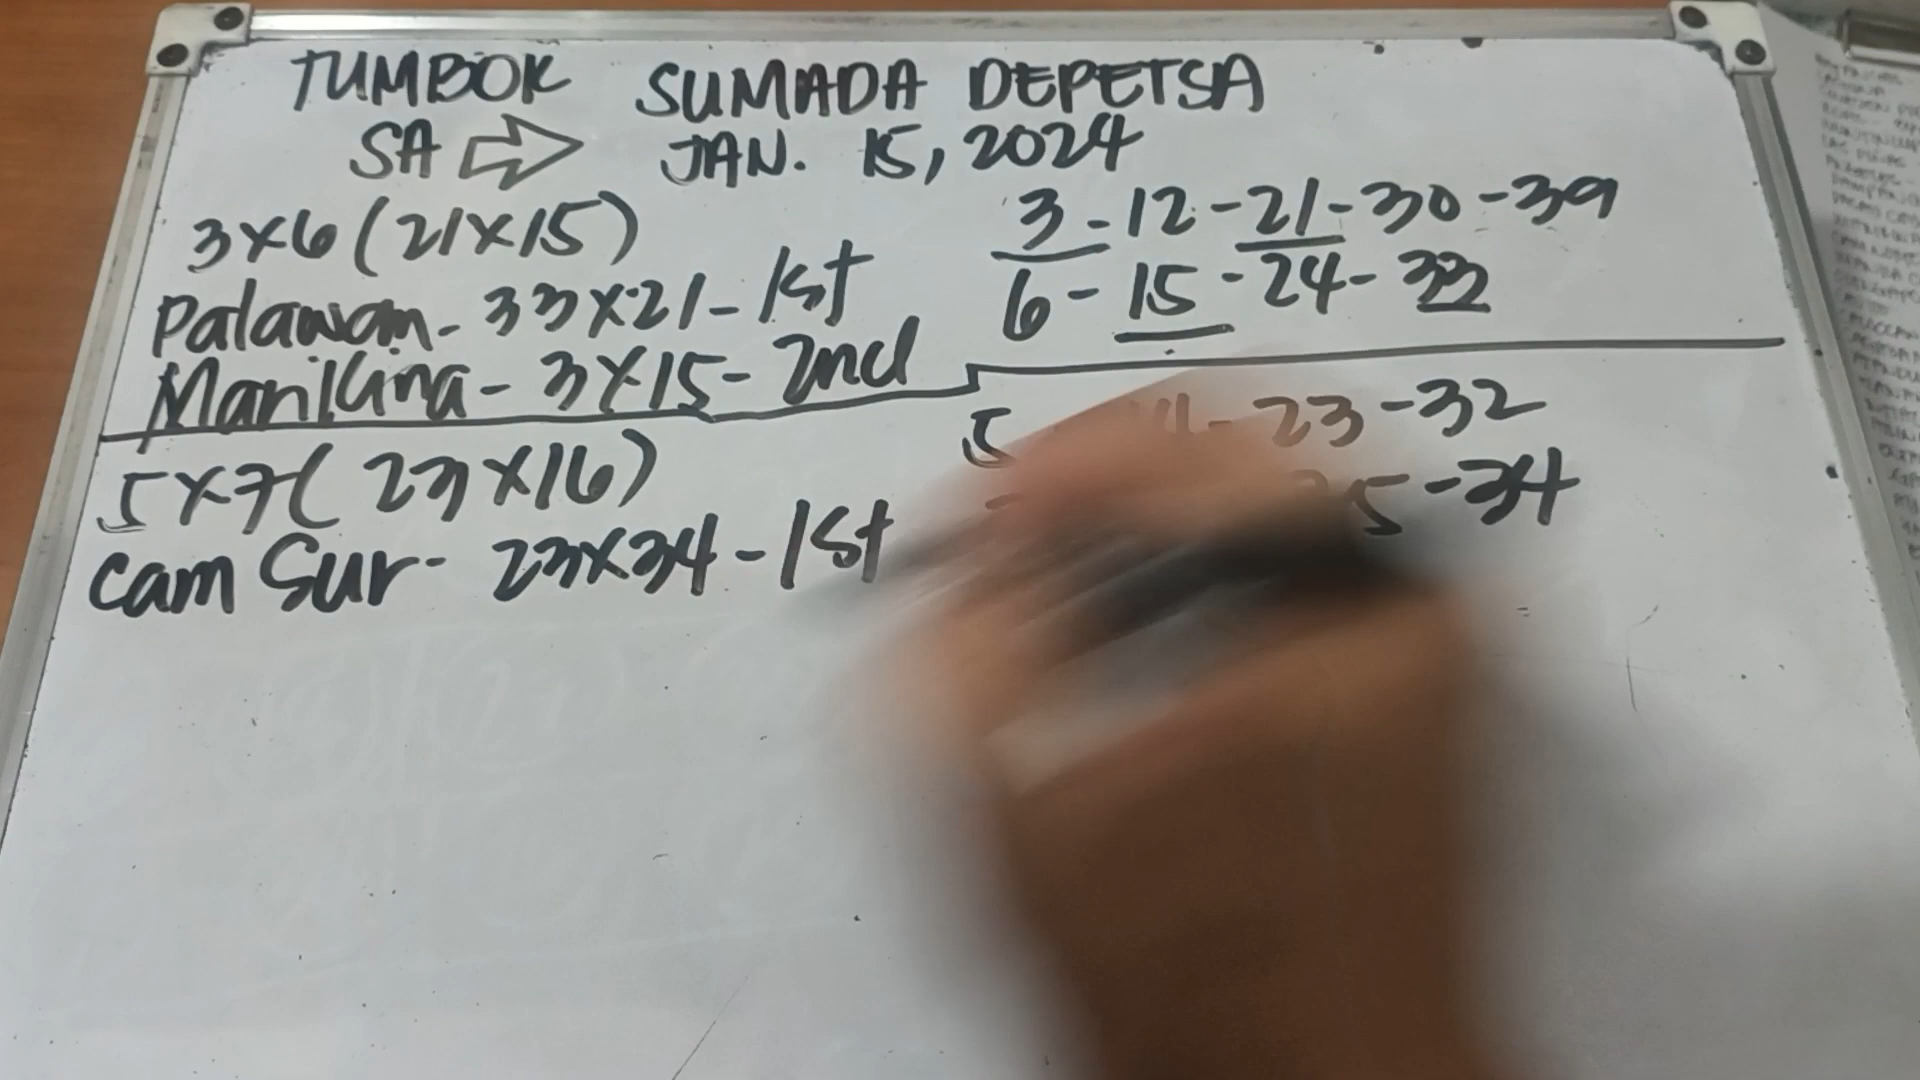 TUMBOK SUMADA DEPETSA
SA JAN. 15, 2024
3x6 (21x15)
Palawan - 33x21 - 1st
Marikina - 3x15 - 2nd
3 - 12 - 21 - 30 - 39
6 - 15 - 24 - 33
5x7 (23x16)
Cam Sur - 23x34 - 1st
5 23 - 32
- 34